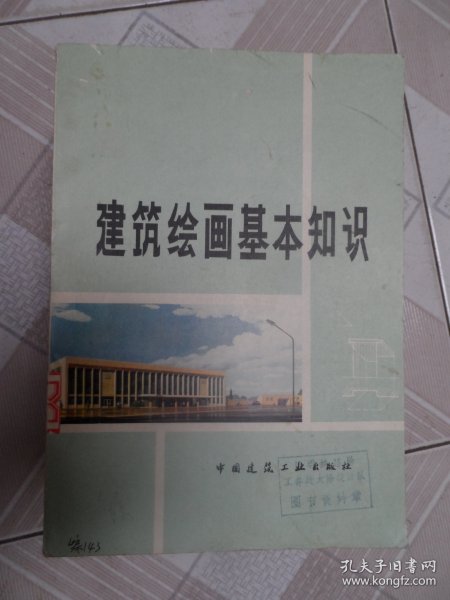 建筑绘画基本知识
中国建筑工业出版社
图书资料章
143
孔夫子旧书网
www.kongfz.com